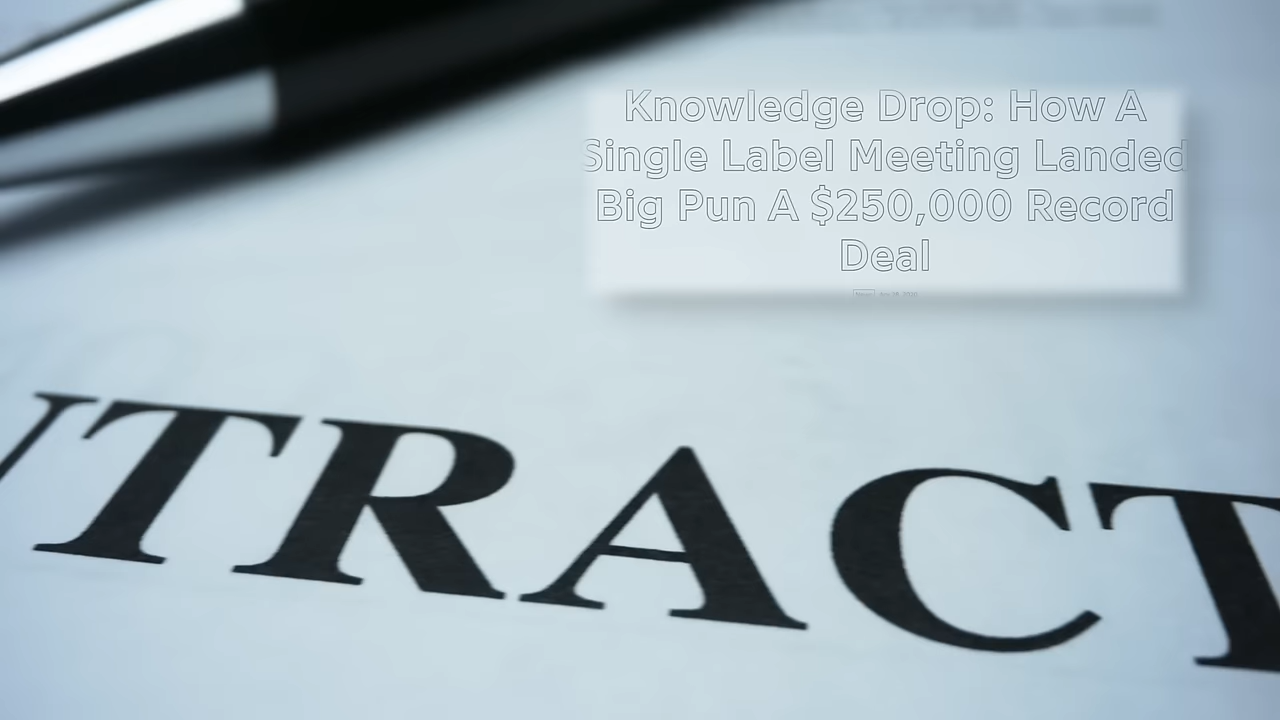 Knowledge Drop: How A
Single Label Meeting Landed
Big Pun A $250,000 Record
Deal
TRACT